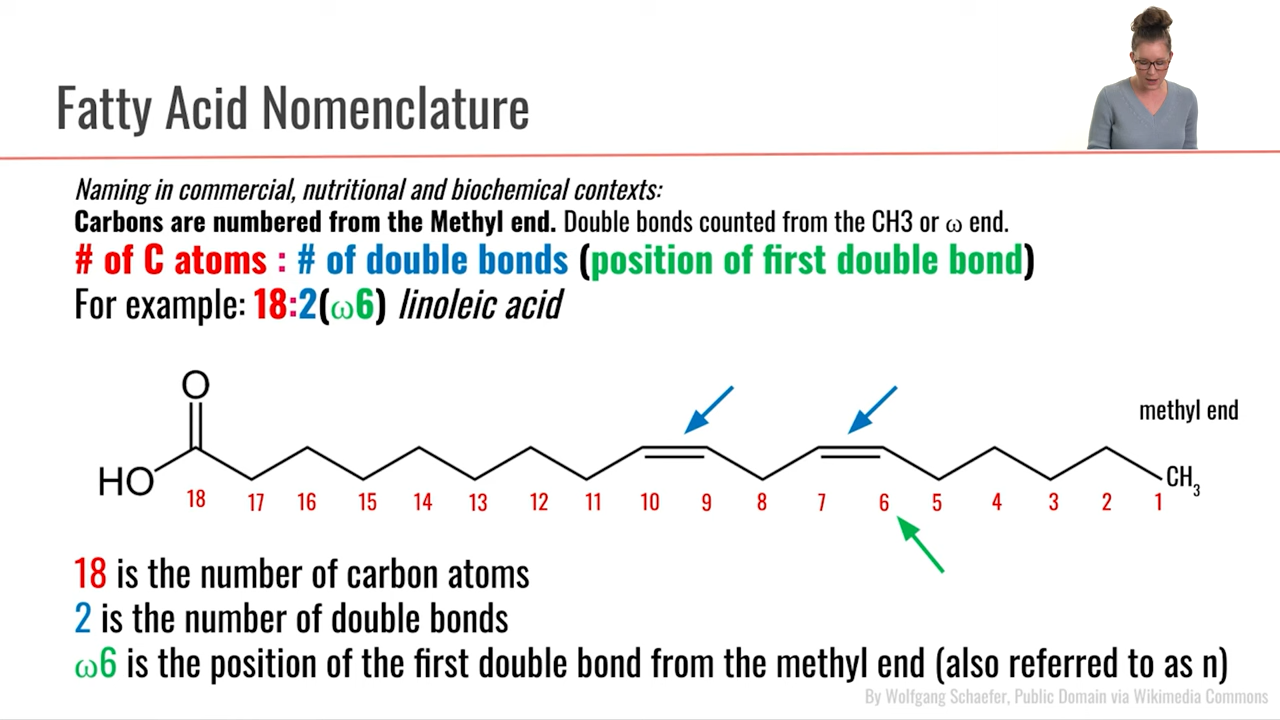 Fatty Acid Nomenclature
Naming in commercial, nutritional and biochemical contexts:
Carbons are numbered from the Methyl end. Double bonds counted from the CH3 or ω end.
# of C atoms : # of double bonds (position of first double bond)
For example: 18:2(ω6) linoleic acid
O
methyl end
HO
CH₃
18 17 16 15 14 13 12 11 10 9 8 7 6 5 4 3 2 1
18 is the number of carbon atoms
2 is the number of double bonds
ω6 is the position of the first double bond from the methyl end (also referred to as n)
By Wolfgang Schaefer, Public Domain via Wikimedia Commons